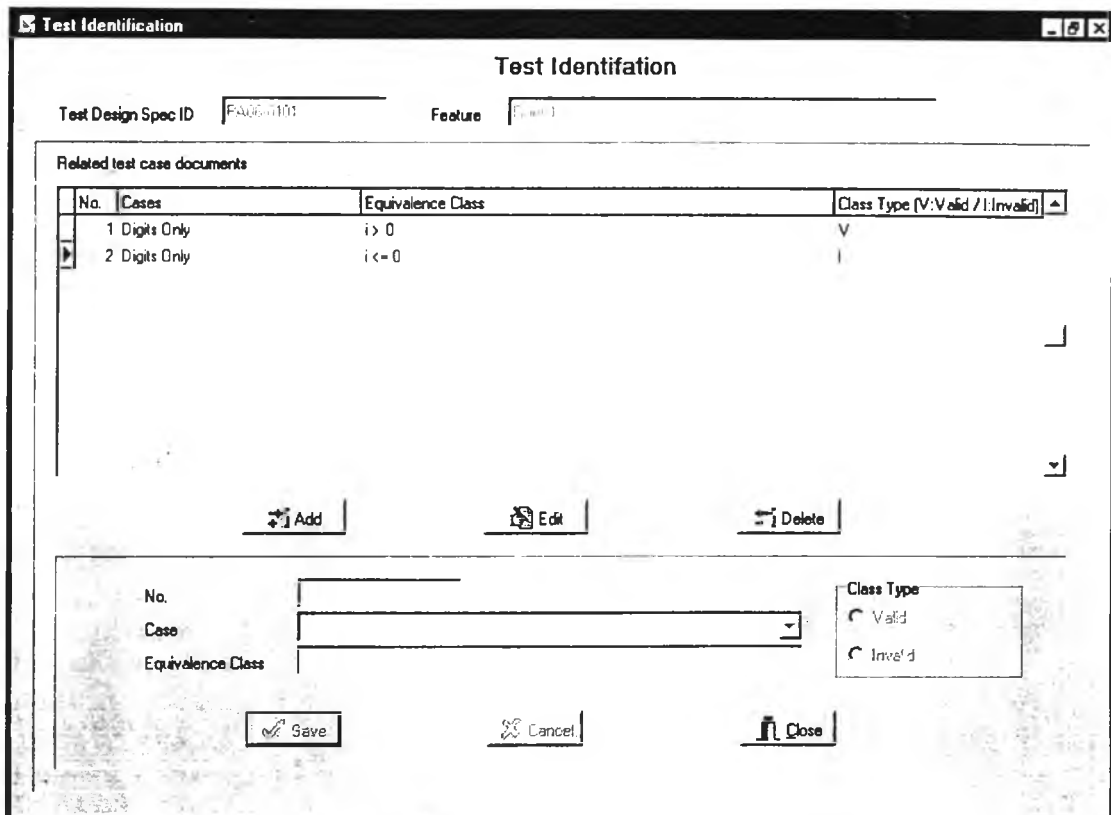 Test Identification
Test Identifation
Test Design Spec ID
Feature
Related test case documents
No. Cases Equivalence Class Class Type (V:Valid / I:Invalid)
1 Digits Only i > 0 V
2 Digits Only i <= 0 I
Add Edit Delete
No.
Class Type
Case
Valid
Equivalence Class
Invalid
Save Cancel Close